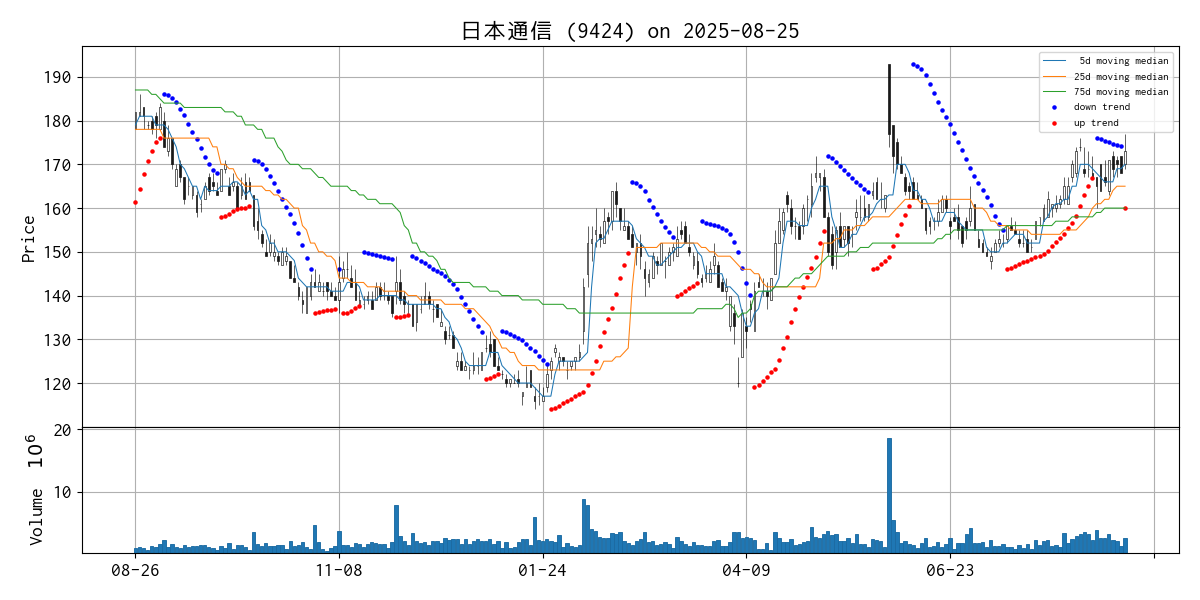 日本通信 (9424) on 2025-08-25
Price
190
180
170
160
150
140
130
120
5d moving median
25d moving median
75d moving median
down trend
up trend
Volume 10^6
20
10
08-26
11-08
01-24
04-09
06-23